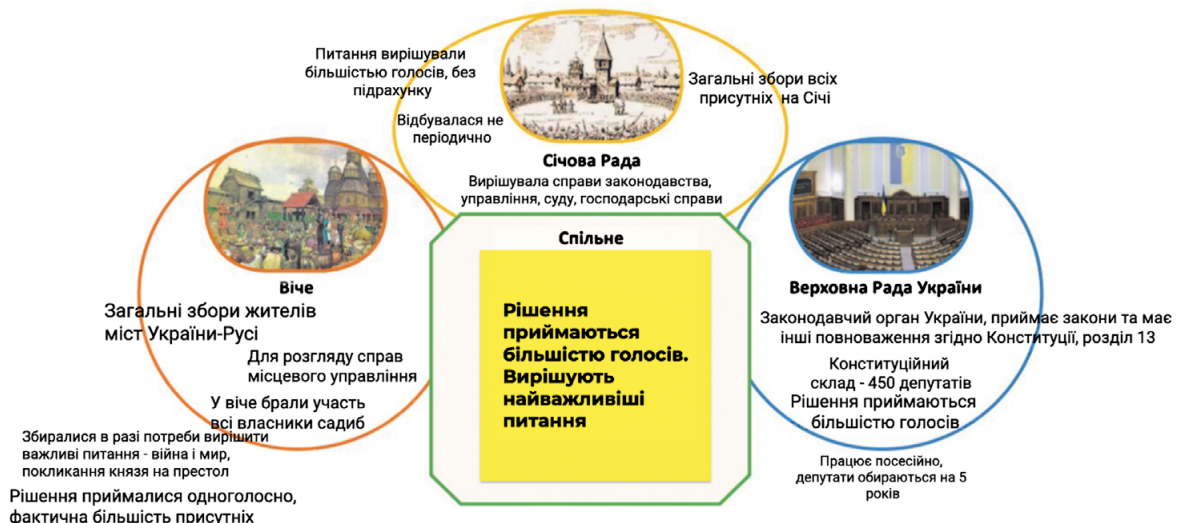 Питання вирішували
більшістю голосів, без
підрахунку
Відбувалася не
періодично
Загальні збори всіх
присутніх на Січі
Січова Рада
Вирішувала справи законодавства,
управління, суду, господарські справи
Віче
Загальні збори жителів
міст України-Русі
Для розгляду справ
місцевого управління
У віче брали участь
всі власники садиб
Збиралися в разі потреби вирішити
важливі питання - війна і мир,
покликання князя на престол
Рішення приймалися одноголосно,
фактична більшість присутніх
Спільне
Рішення
приймаються
більшістю голосів.
Вирішують
найважливіші
питання
Верховна Рада України
Законодавчий орган України, приймає закони та має
інші повноваження згідно Конституції, розділ 13
Конституційний
склад - 450 депутатів
Рішення приймаються
більшістю голосів
Працює посесійно,
депутати обираються на 5
років